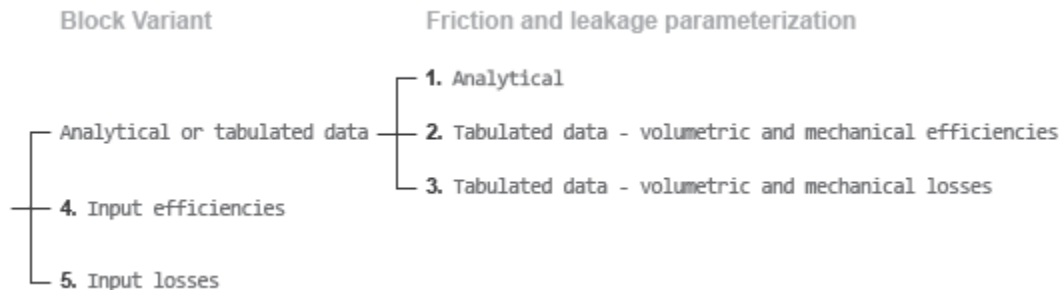 Block Variant
Friction and leakage parameterization
1. Analytical
Analytical or tabulated data
2. Tabulated data - volumetric and mechanical efficiencies
3. Tabulated data - volumetric and mechanical losses
4. Input efficiencies
5. Input losses